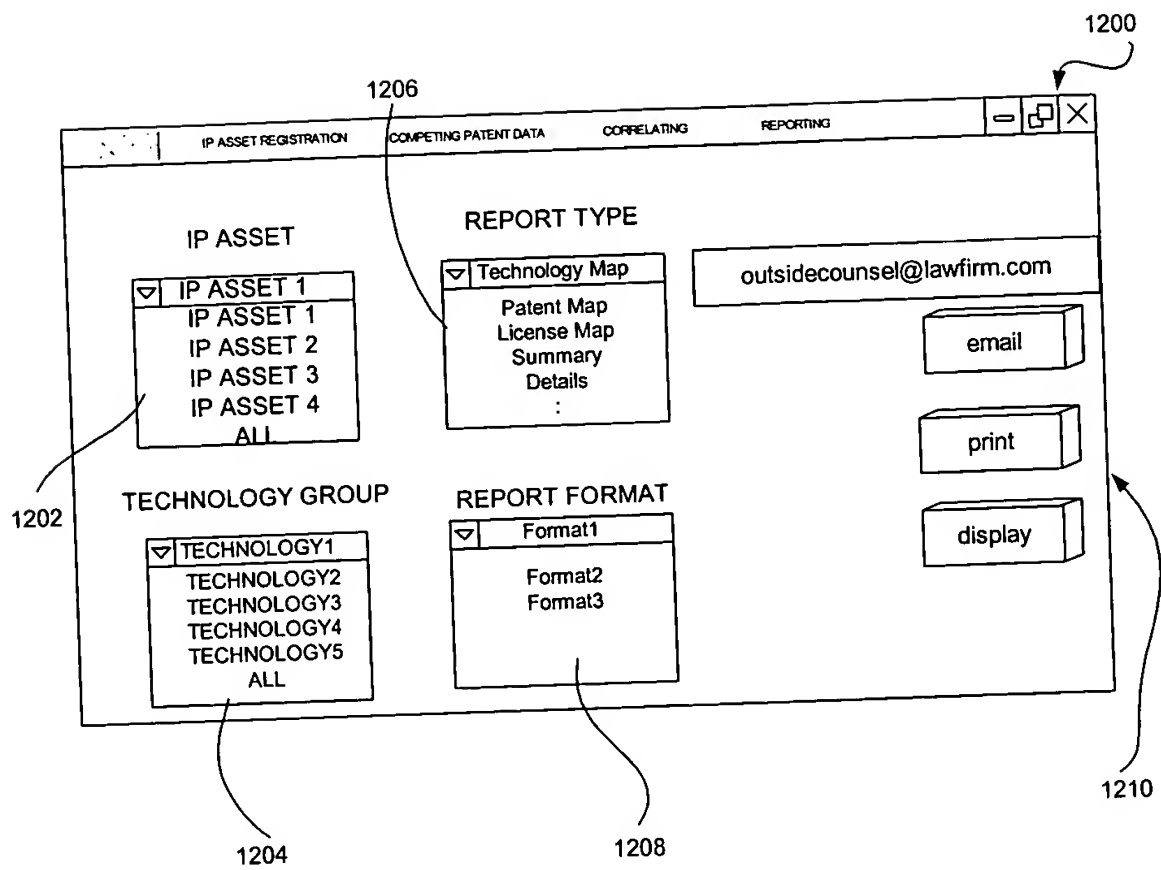 1200
1206
IP ASSET REGISTRATION COMPETING PATENT DATA CORRELATING REPORTING
IP ASSET
IP ASSET 1
IP ASSET 1
IP ASSET 2
IP ASSET 3
IP ASSET 4
ALL
1202
REPORT TYPE
Technology Map
Patent Map
License Map
Summary
Details
:
outsidecounsel@lawfirm.com
email
print
display
TECHNOLOGY GROUP
TECHNOLOGY1
TECHNOLOGY2
TECHNOLOGY3
TECHNOLOGY4
TECHNOLOGY5
ALL
REPORT FORMAT
Format1
Format2
Format3
1210
1204
1208